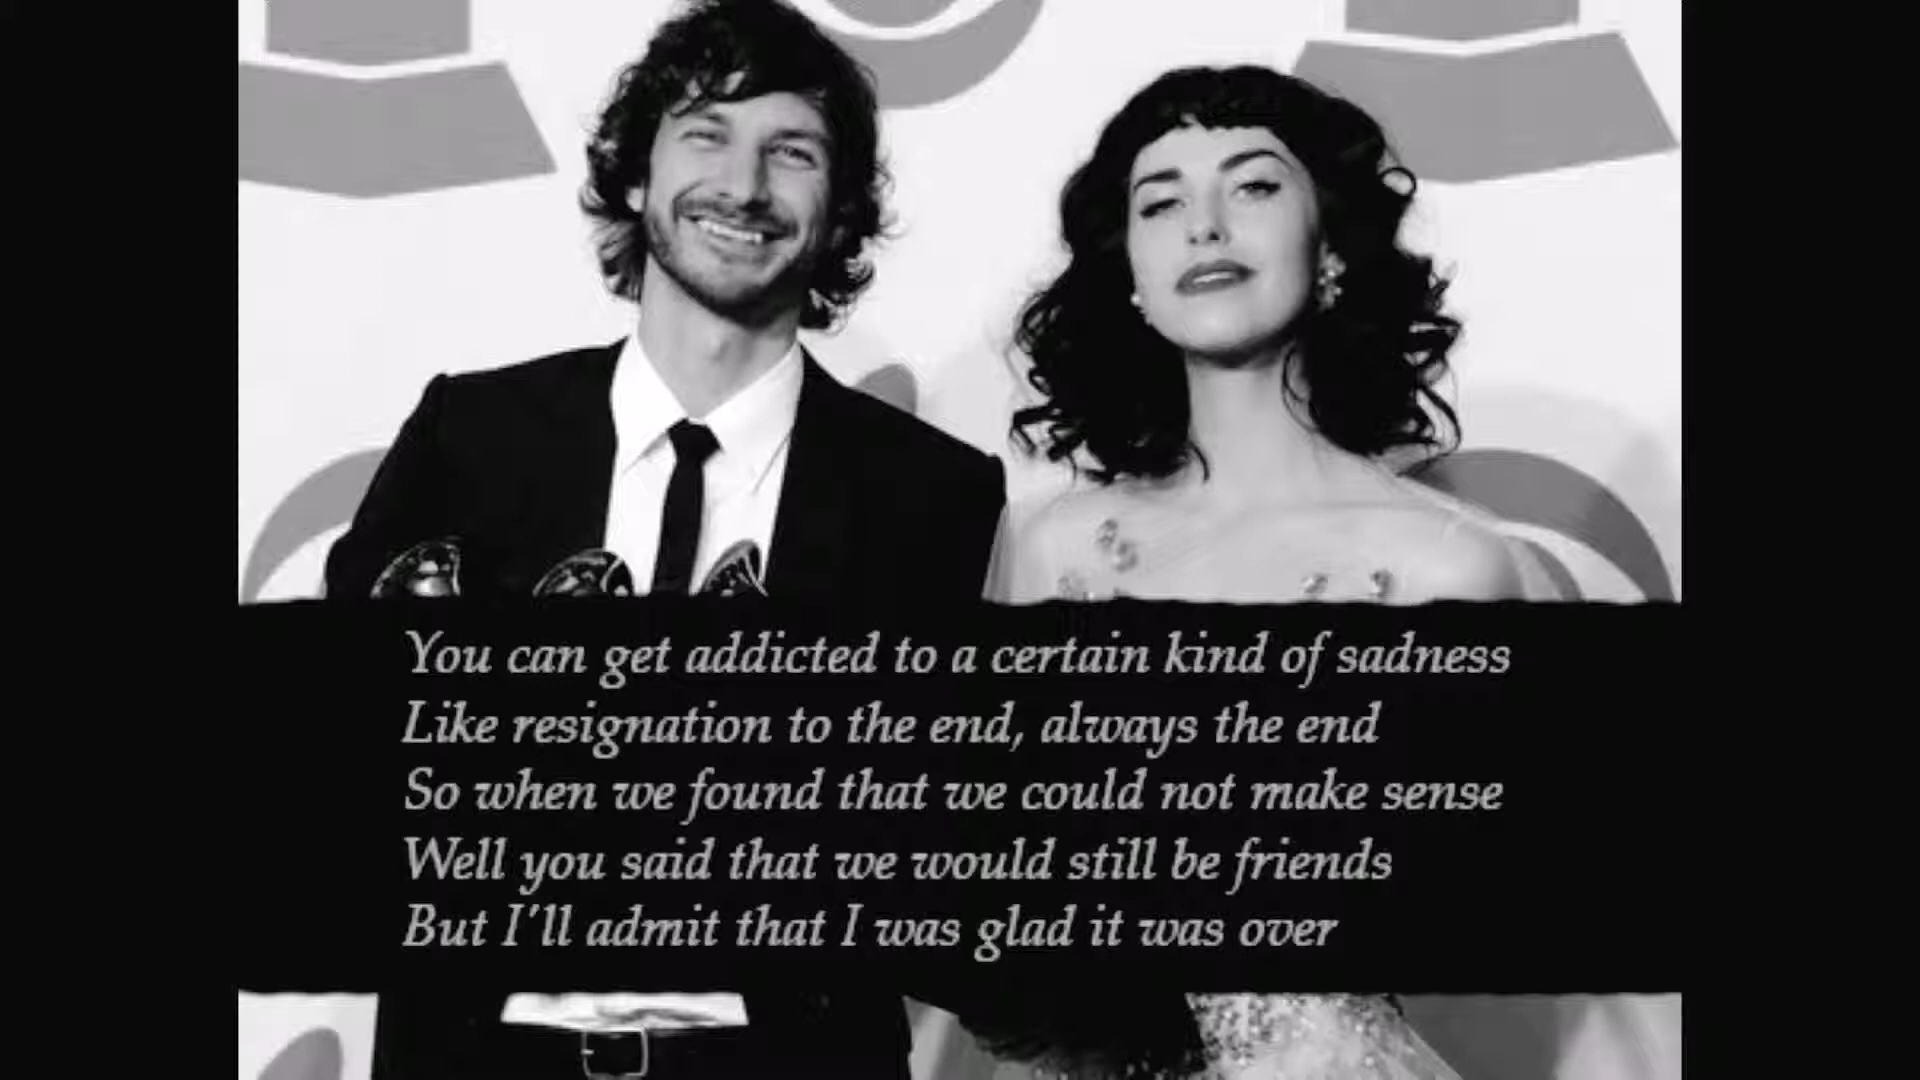 You can get addicted to a certain kind of sadness
Like resignation to the end, always the end
So when we found that we could not make sense
Well you said that we would still be friends
But I'll admit that I was glad it was over